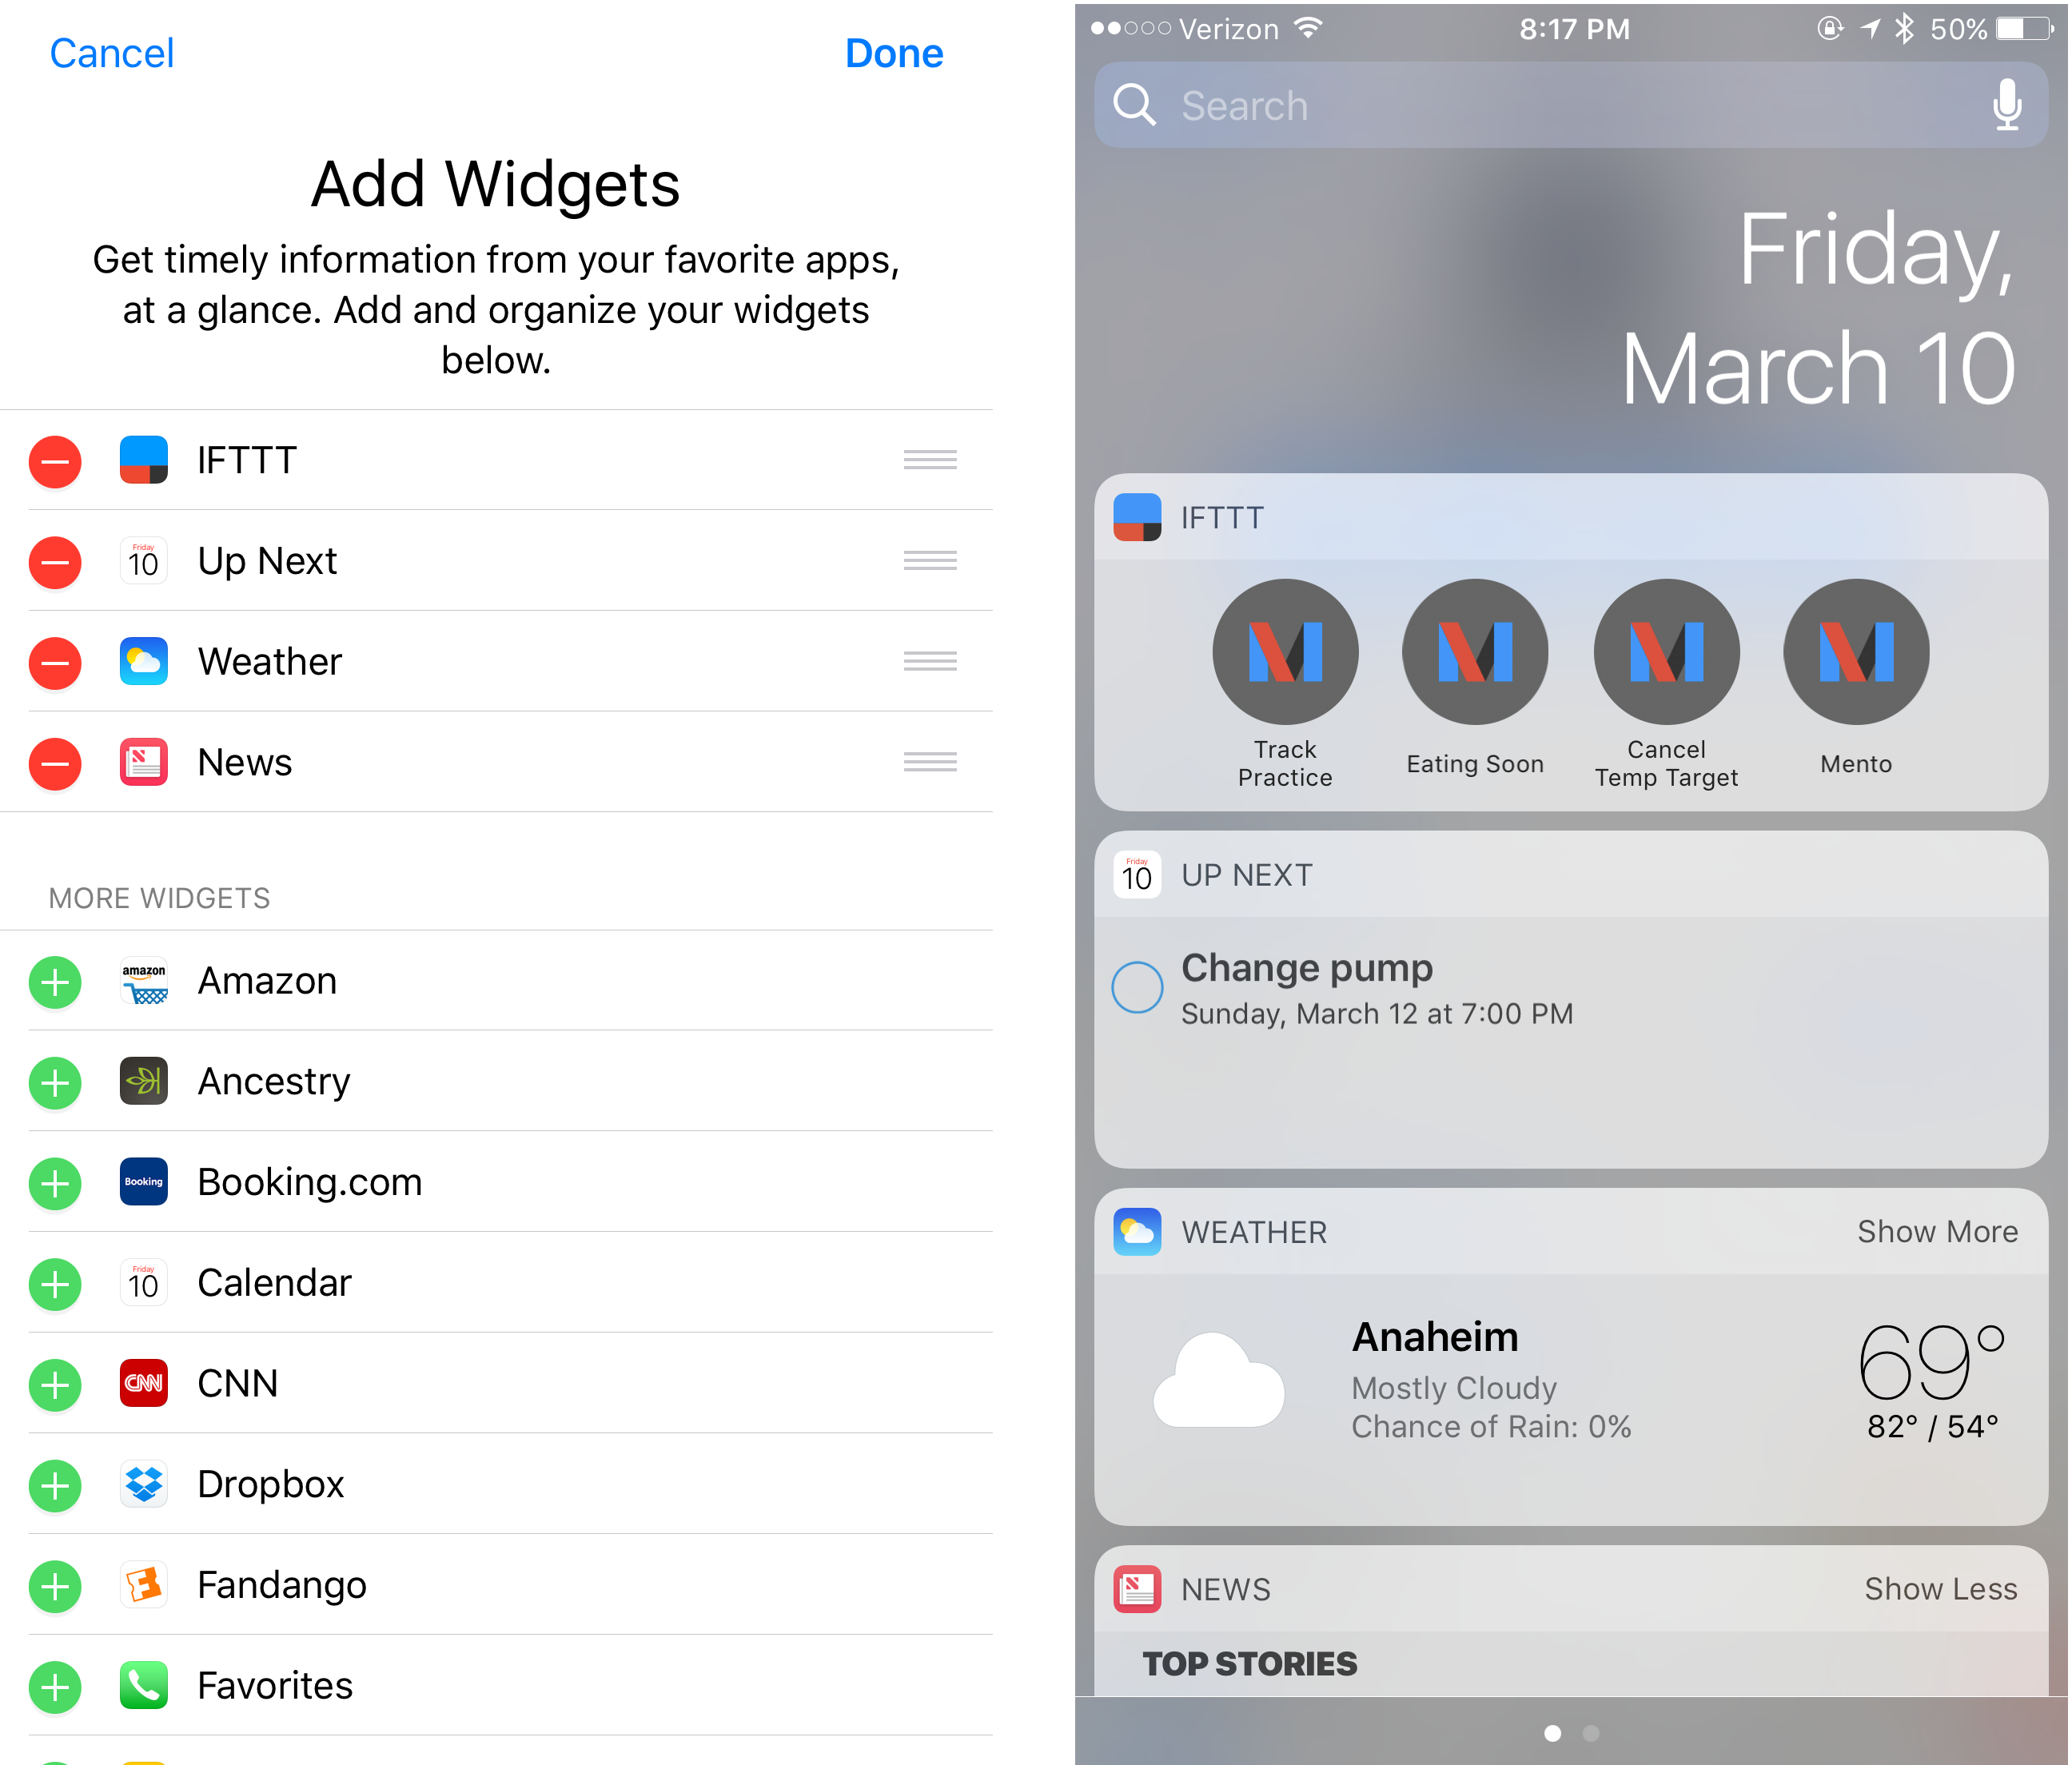 Cancel
Done
Add Widgets
Get timely information from your favorite apps,
at a glance. Add and organize your widgets
below.
IFTTT
Friday
10
Up Next
Weather
News
MORE WIDGETS
amazon
Amazon
Ancestry
Booking
Booking.com
Friday
10
Calendar
CNN
CNN
Dropbox
F
Fandango
Favorites
Verizon
8:17 PM
50%
Search
Friday,
March 10
IFTTT
Track
Practice
Eating Soon
Cancel
Temp Target
Mento
Friday
10
UP NEXT
Change pump
Sunday, March 12 at 7:00 PM
WEATHER
Show More
Anaheim
Mostly Cloudy
Chance of Rain: 0%
69°
82° / 54°
NEWS
Show Less
TOP STORIES